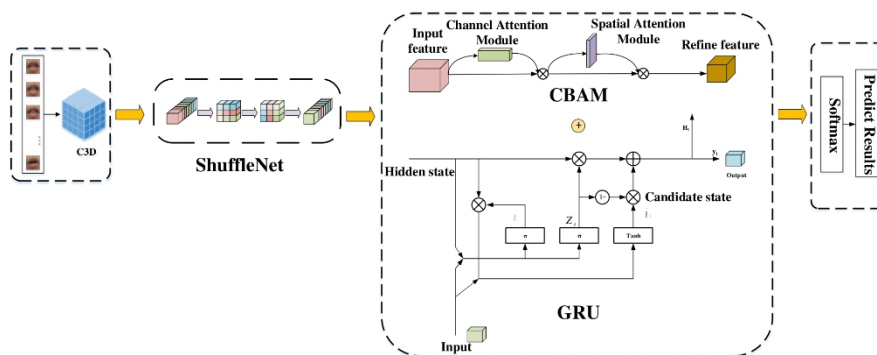 C3D
ShuffleNet
Input
feature
Channel Attention
Module
Spatial Attention
Module
Refine feature
CBAM
Hidden state
H
y
Output
1-
Candidate state
Z
σ
σ
Tanh
GRU
Input
Softmax
Predict Results